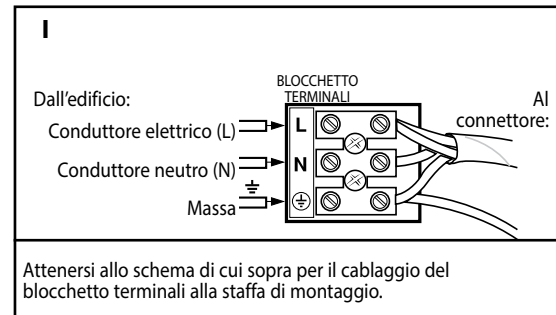 I
BLOCCHETTO
TERMINALI
Dall'edificio:
Al
connettore:
Conduttore elettrico (L)
L
Conduttore neutro (N)
N
Massa
Attenersi allo schema di cui sopra per il cablaggio del
blocchetto terminali alla staffa di montaggio.